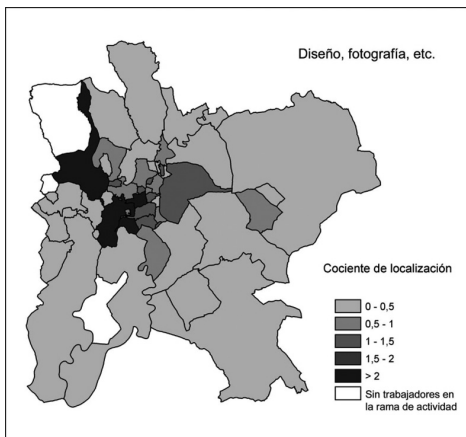 Diseño, fotografía, etc.
Cociente de localización
0 - 0,5
0,5 - 1
1 - 1,5
1,5 - 2
> 2
Sin trabajadores en
la rama de actividad